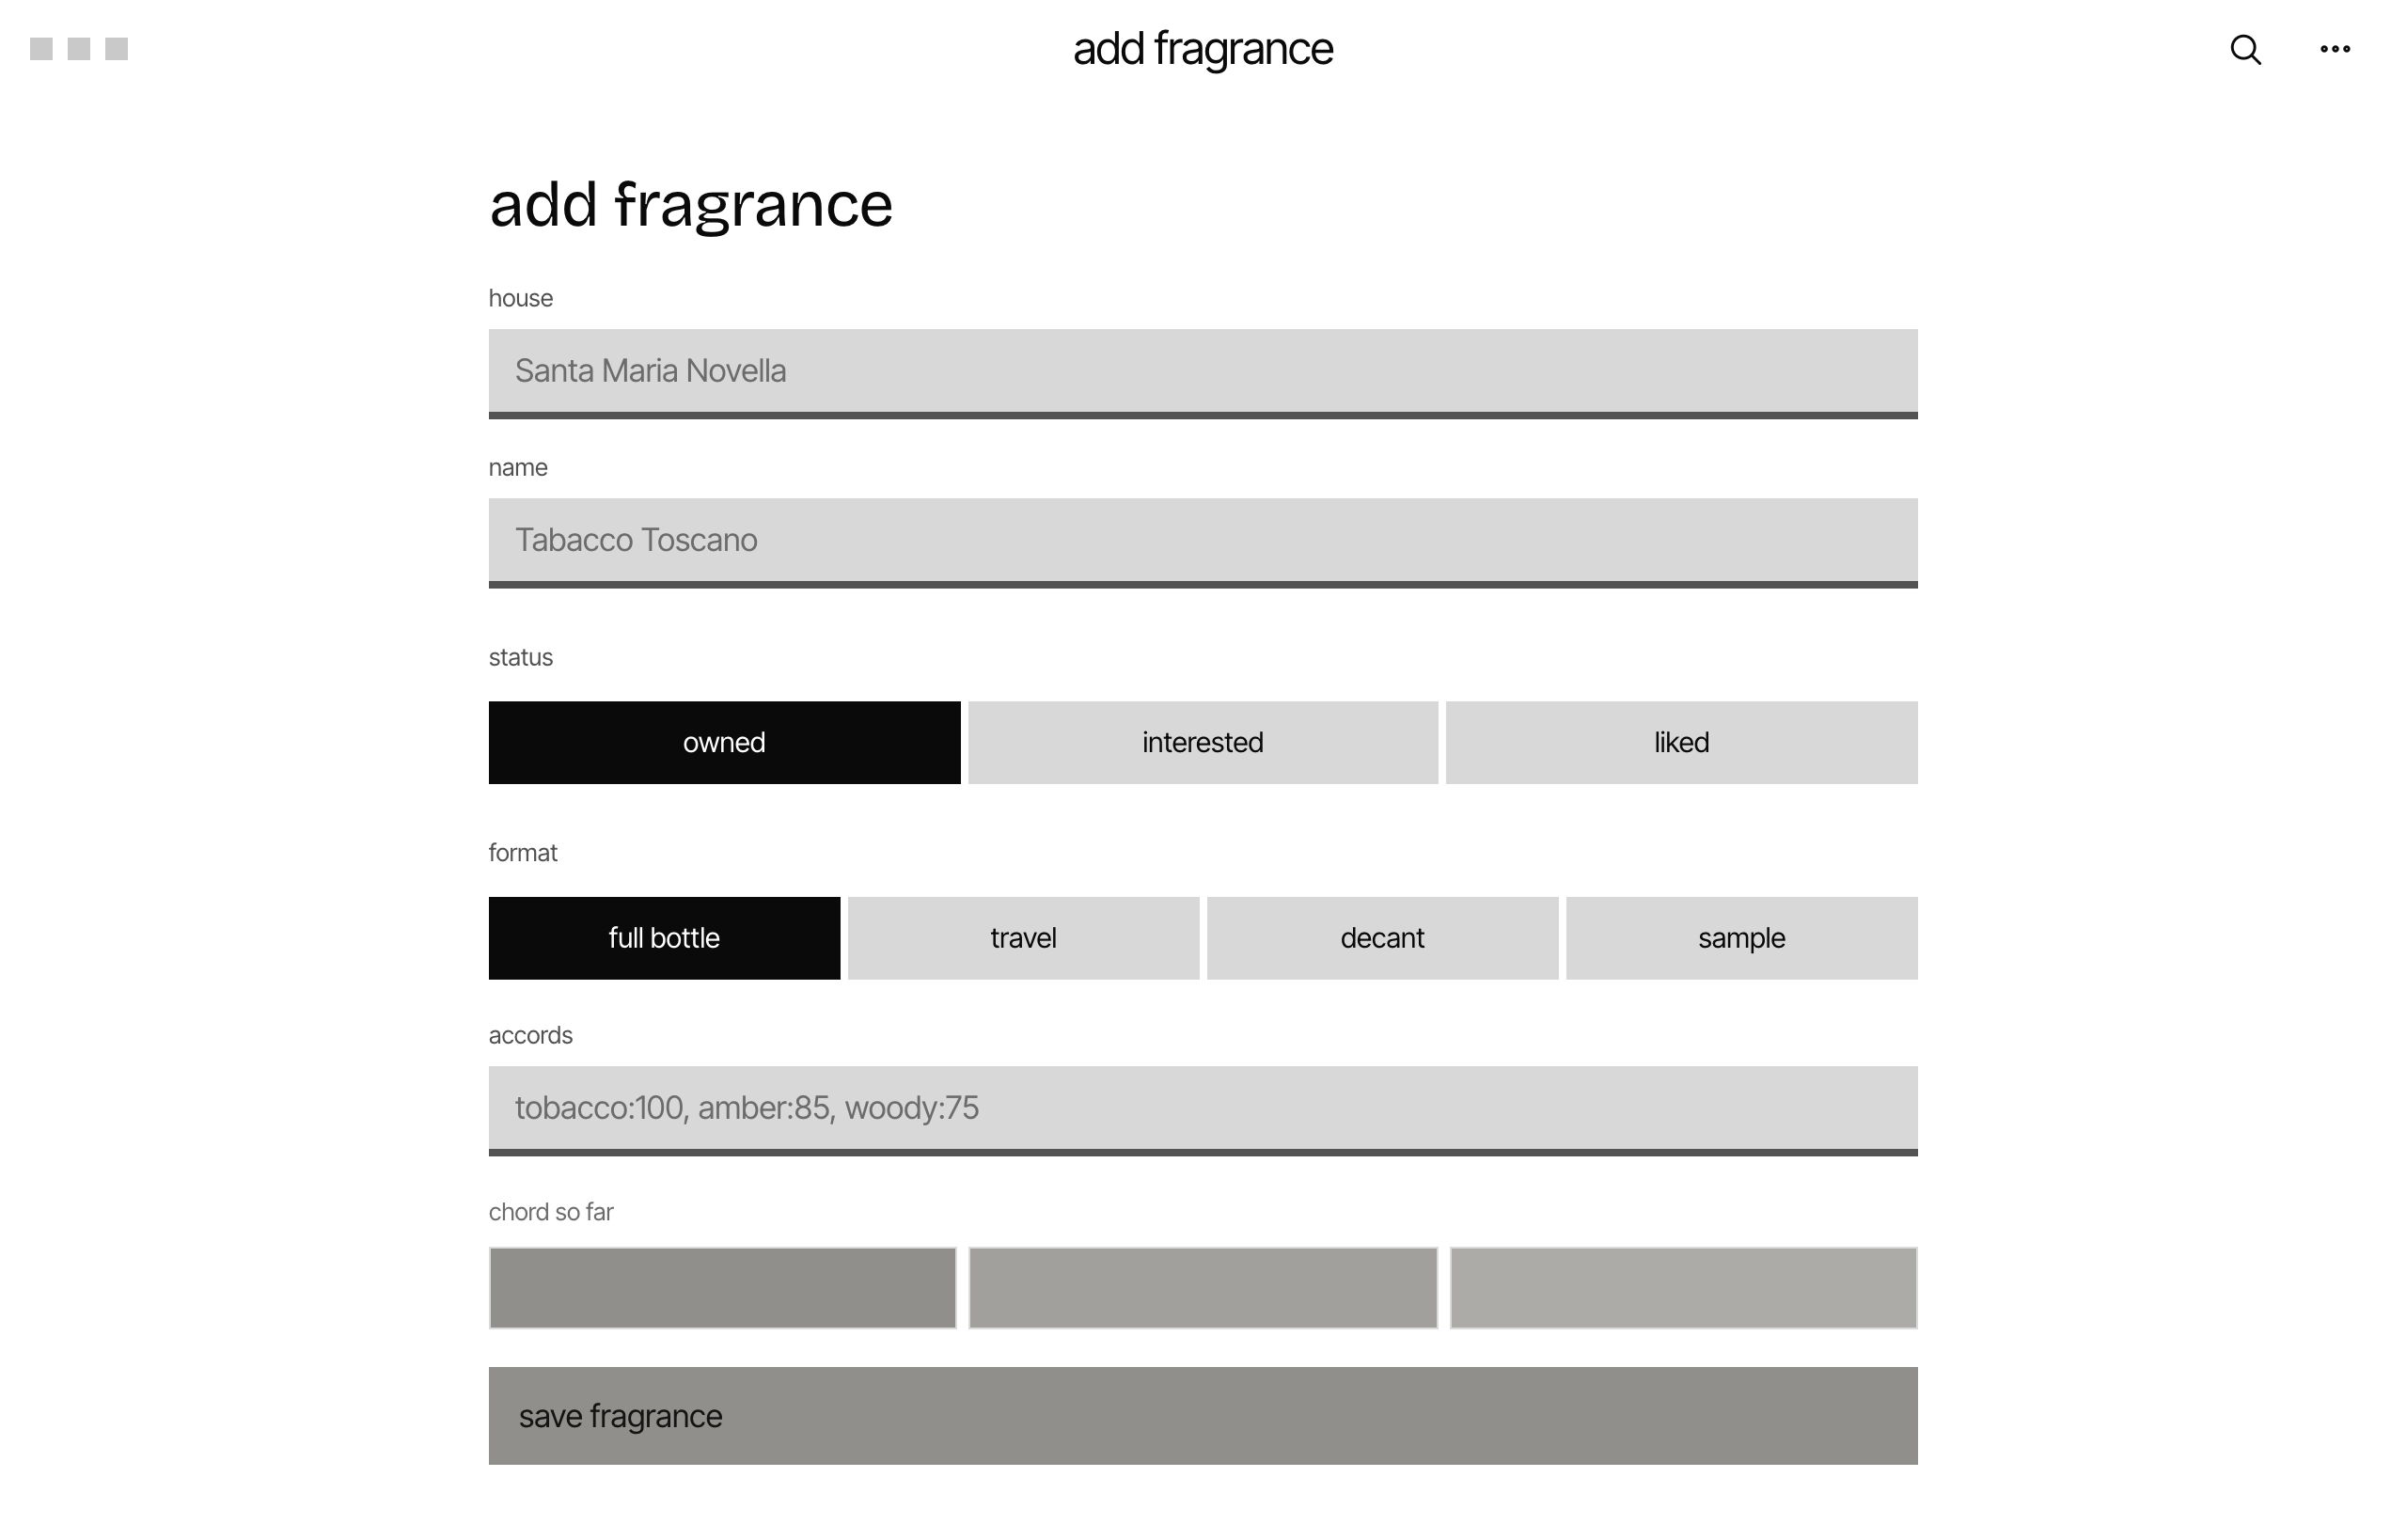 add fragrance
add fragrance
house
Santa Maria Novella
name
Tabacco Toscano
status
owned interested liked
format
full bottle travel decant sample
accords
tobacco:100, amber:85, woody:75
chord so far
save fragrance